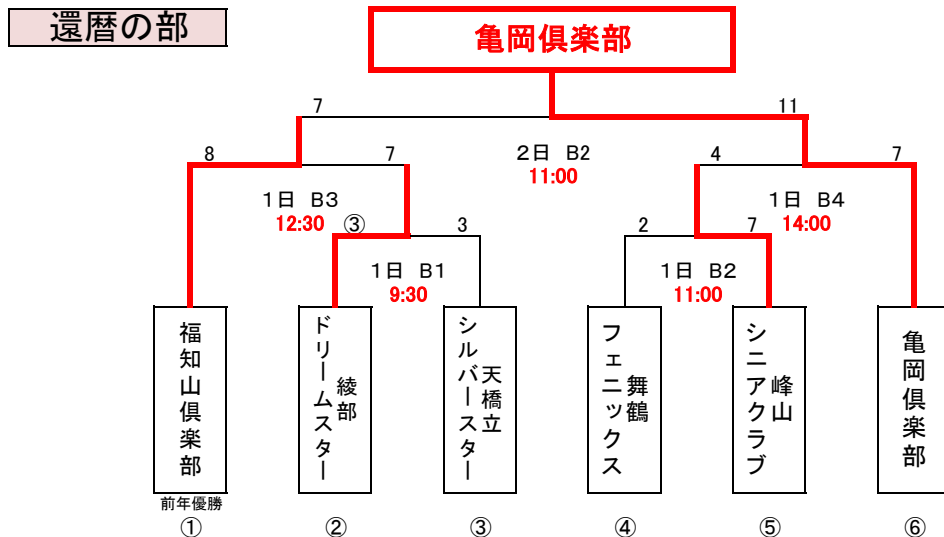 還暦の部
亀岡倶楽部
7
11
8
7
2日 B2
11:00
4
7
1日 B3
12:30
1日 B4
14:00
③
3
2
7
1日 B1
9:30
1日 B2
11:00
福知山倶楽部
綾部
ドリームスター
天橋立
シルバースター
舞鶴
フェニックス
峰山
シニアクラブ
亀岡倶楽部
前年優勝
①
②
③
④
⑤
⑥